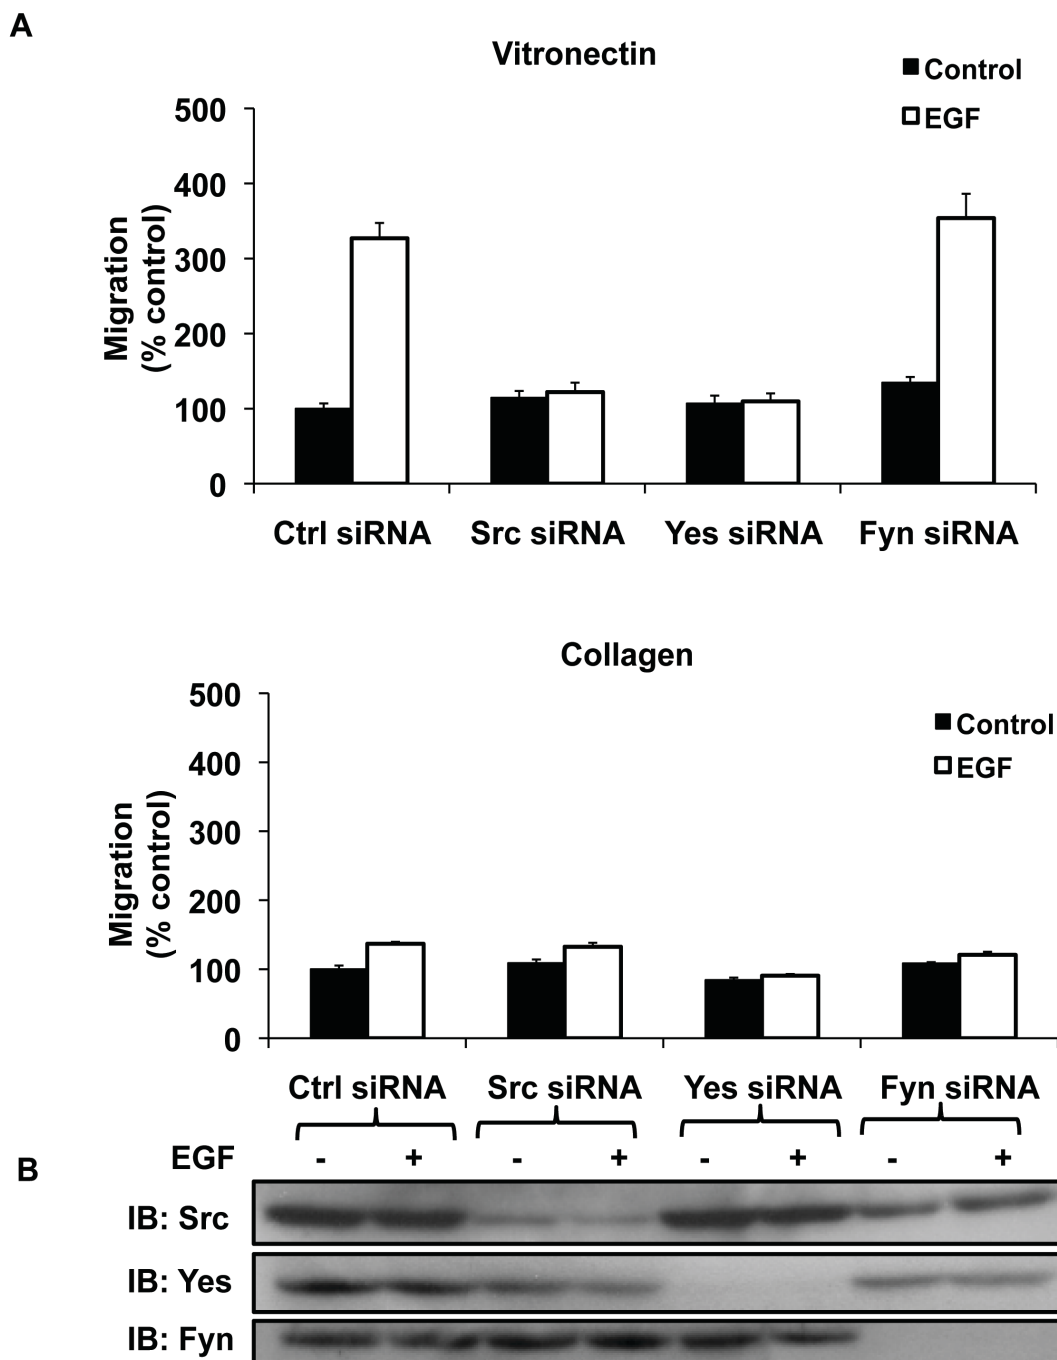 A
Vitronectin
Control
EGF
500
400
300
200
100
0
Migration
(% control)
Ctrl siRNA Src siRNA Yes siRNA Fyn siRNA
Collagen
Control
EGF
500
400
300
200
100
0
Migration
(% control)
Ctrl siRNA Src siRNA Yes siRNA Fyn siRNA
B
EGF - + - + - + - +
IB: Src
IB: Yes
IB: Fyn